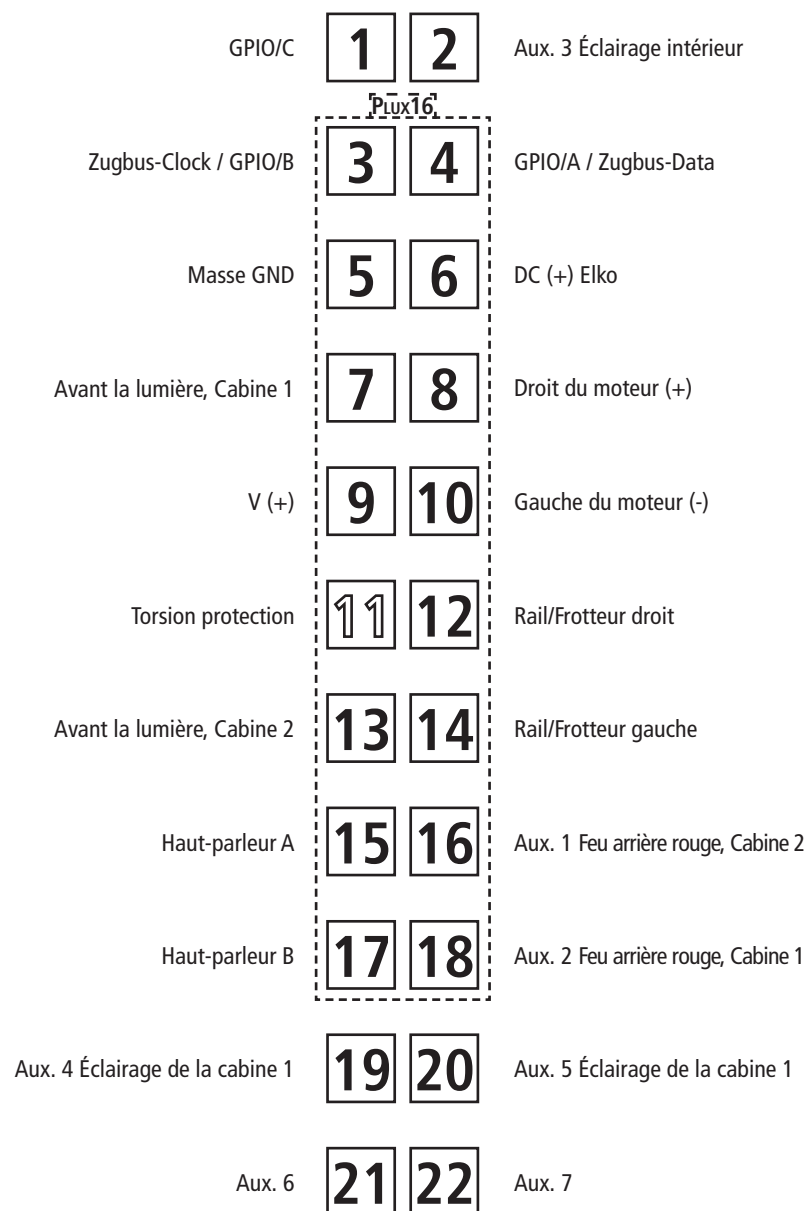 GPIO/C 1 2 Aux. 3 Éclairage intérieur
PLUX16
Zugbus-Clock / GPIO/B 3 4 GPIO/A / Zugbus-Data
Masse GND 5 6 DC (+) Elko
Avant la lumière, Cabine 1 7 8 Droit du moteur (+)
V (+) 9 10 Gauche du moteur (-)
Torsion protection 11 12 Rail/Frotteur droit
Avant la lumière, Cabine 2 13 14 Rail/Frotteur gauche
Haut-parleur A 15 16 Aux. 1 Feu arrière rouge, Cabine 2
Haut-parleur B 17 18 Aux. 2 Feu arrière rouge, Cabine 1
Aux. 4 Éclairage de la cabine 1 19 20 Aux. 5 Éclairage de la cabine 1
Aux. 6 21 22 Aux. 7